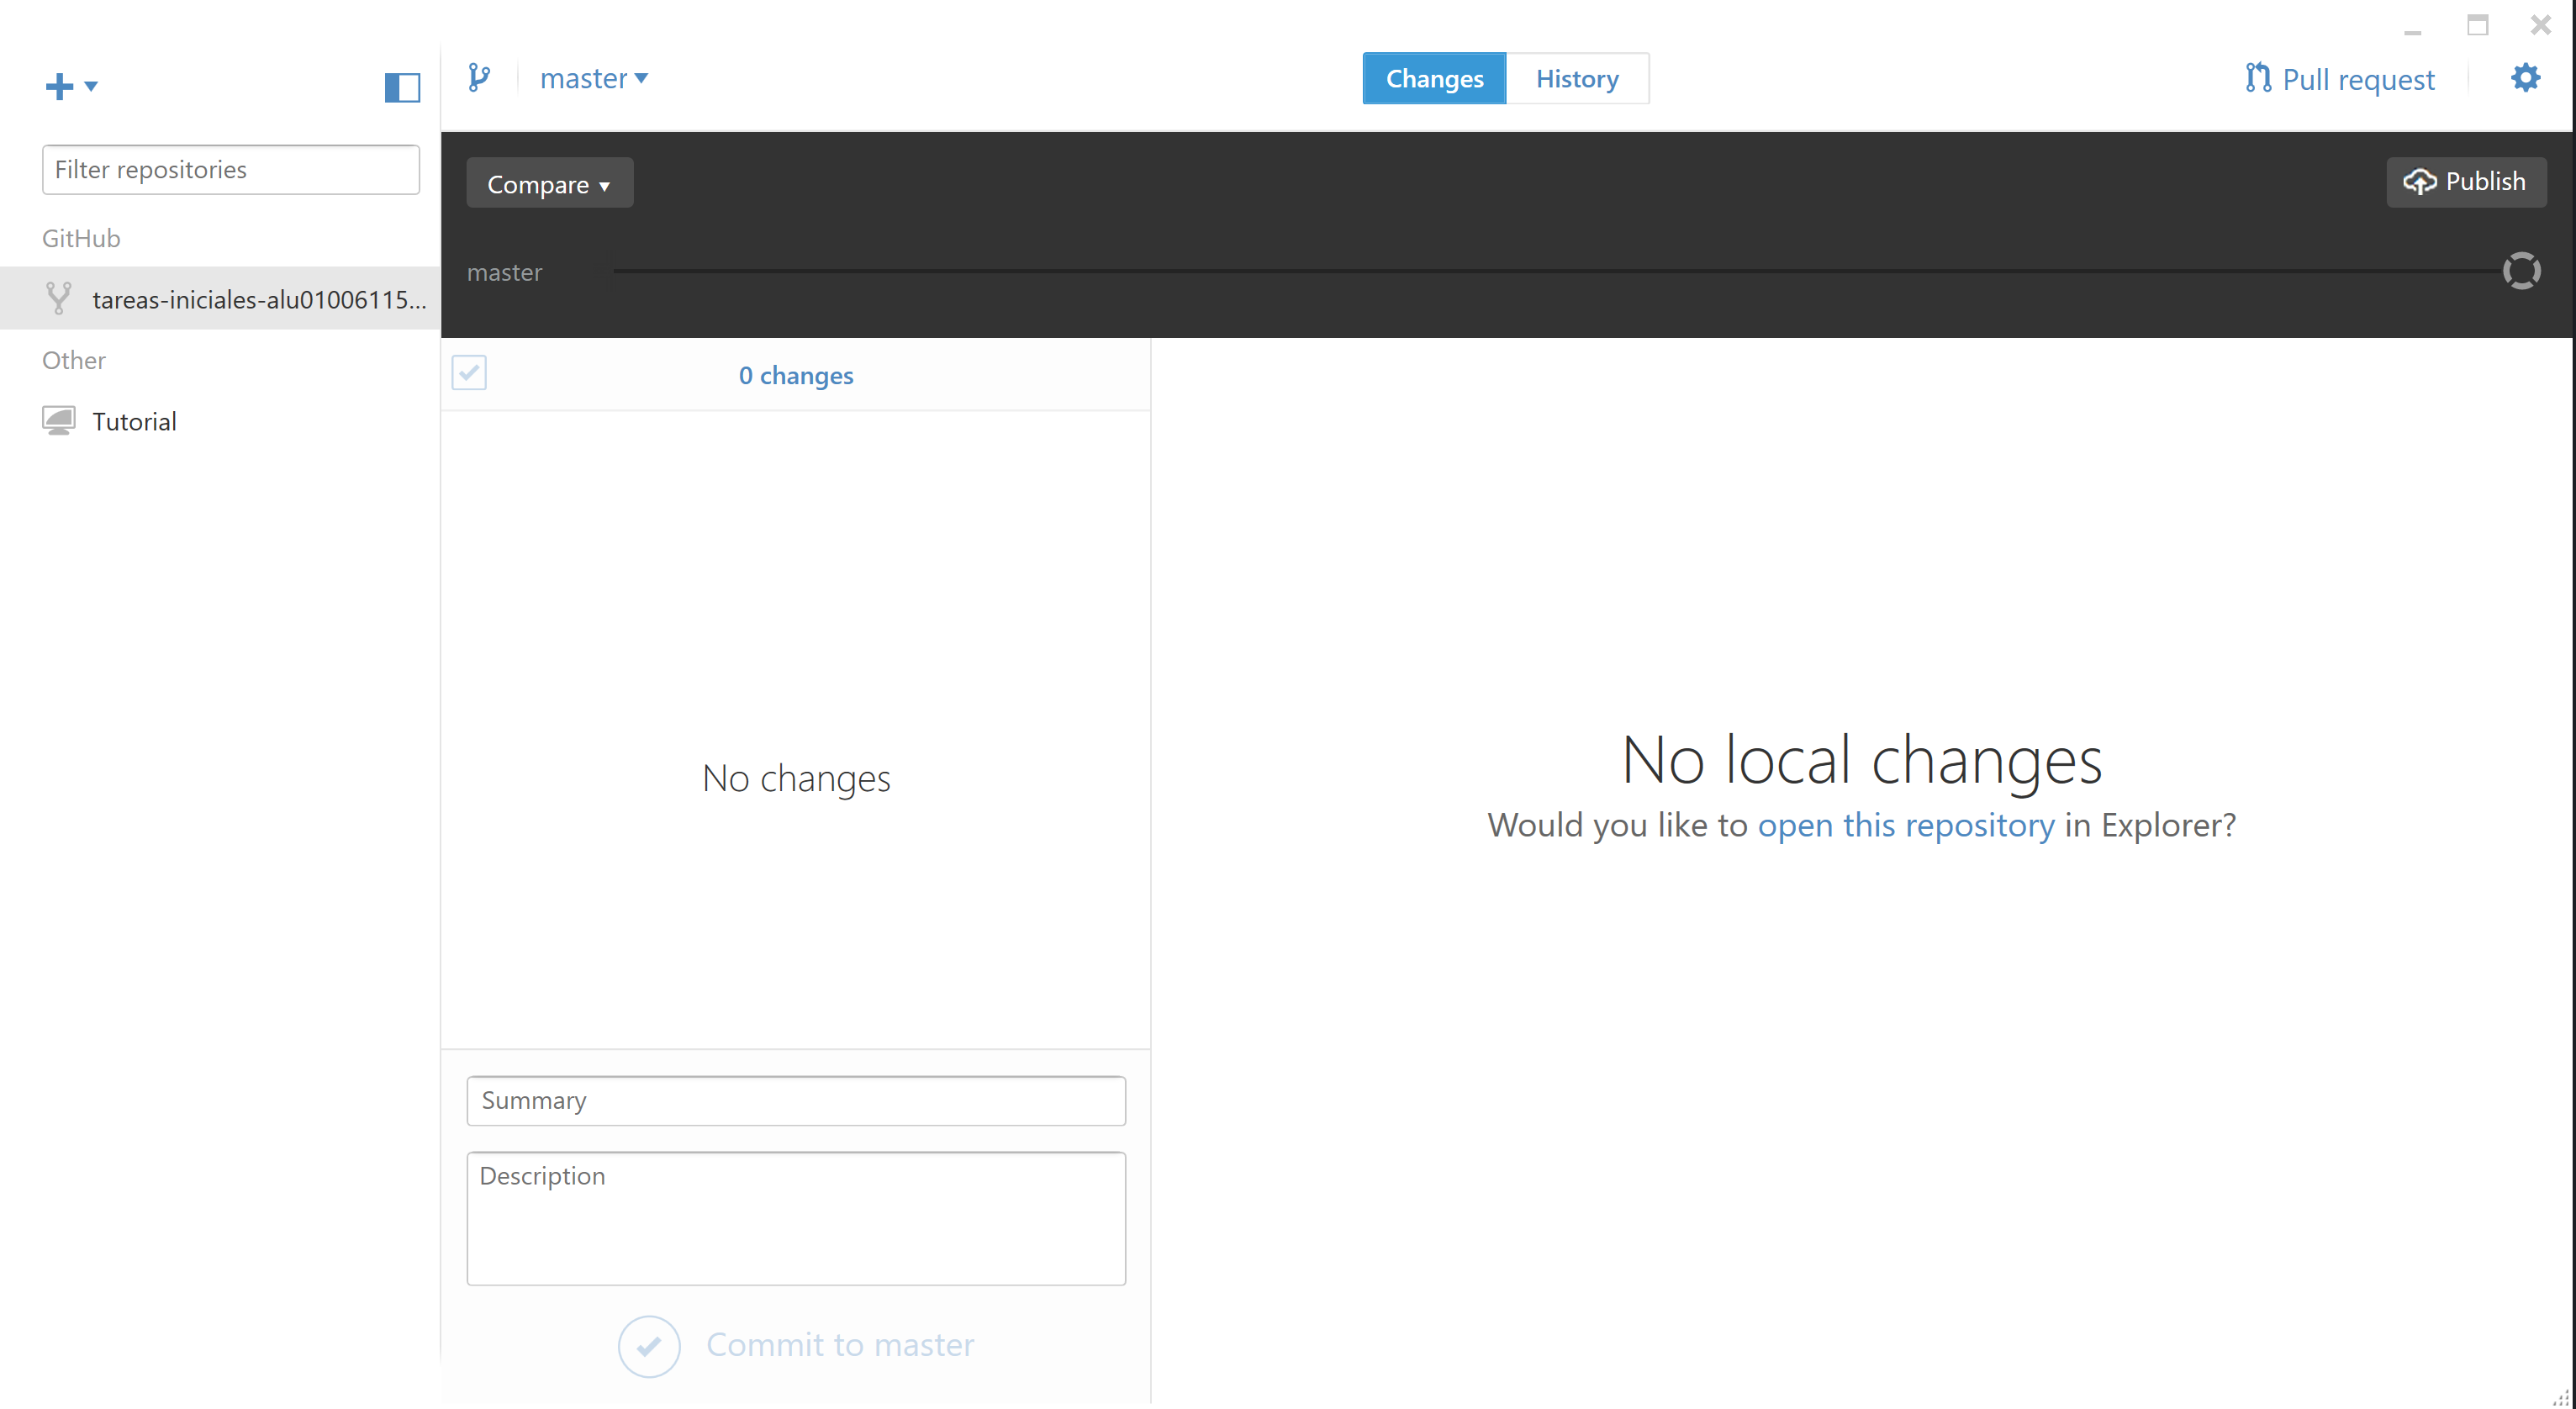 master
Changes
History
Pull request
Filter repositories
GitHub
tareas-iniciales-alu01006115...
Other
Tutorial
Compare
Publish
master
0 changes
No changes
No local changes
Would you like to open this repository in Explorer?
Summary
Description
Commit to master